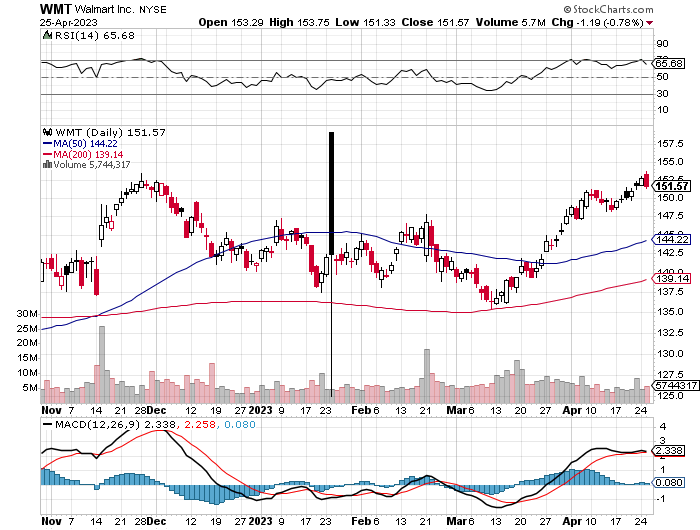 WMT Walmart Inc. NYSE
© StockCharts.com
25-Apr-2023
Open 153.29 High 153.75 Low 151.33 Close 151.57 Volume 5.7M Chg -1.19 (-0.78%)
RSI(14) 65.68
90
70
65.68
50
30
10
WMT (Daily) 151.57
MA(50) 144.22
MA(200) 139.14
Volume 5,744,317
157.5
155.0
152.5
151.57
150.0
147.5
145.0
144.22
142.5
140.0
139.14
137.5
135.0
132.5
130.0
127.5
125.0
30M
25M
20M
15M
10M
5M
5744317
Nov 7 14 21 28 Dec 12 19 27 2023 9 17 23 Feb 6 13 21 Mar 6 13 20 27 Apr 10 17 24
MACD(12,26,9) 2.338, 2.258, 0.080
4
3
2.338
1
0.080
-1
Nov 7 14 21 28 Dec 12 19 27 2023 9 17 23 Feb 6 13 21 Mar 6 13 20 27 Apr 10 17 24